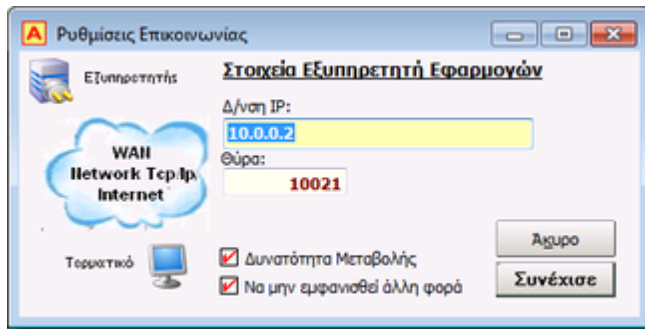 A Ρυθμίσεις Επικοινωνίας
Εξυπηρετητής
Στοιχεία Εξυπηρετητή Εφαρμογών
Δ/νση IP:
10.0.0.2
WAN
Network Tcp/Ip
Internet
Θύρα:
10021
Τερματικό
Δυνατότητα Μεταβολής
Να μην εμφανισθεί άλλη φορά
Άκυρο
Συνέχισε